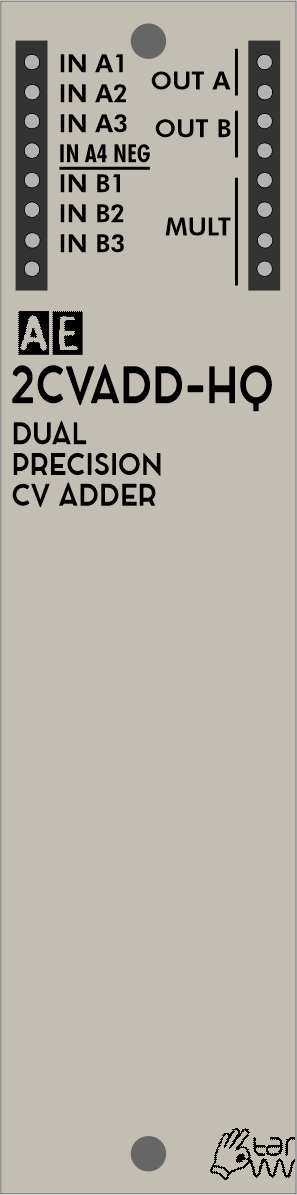 IN A1
IN A2
IN A3
IN A4 NEG
IN B1
IN B2
IN B3
OUT A
OUT B
MULT
AE
2CVADD-HQ
DUAL
PRECISION
CV ADDER